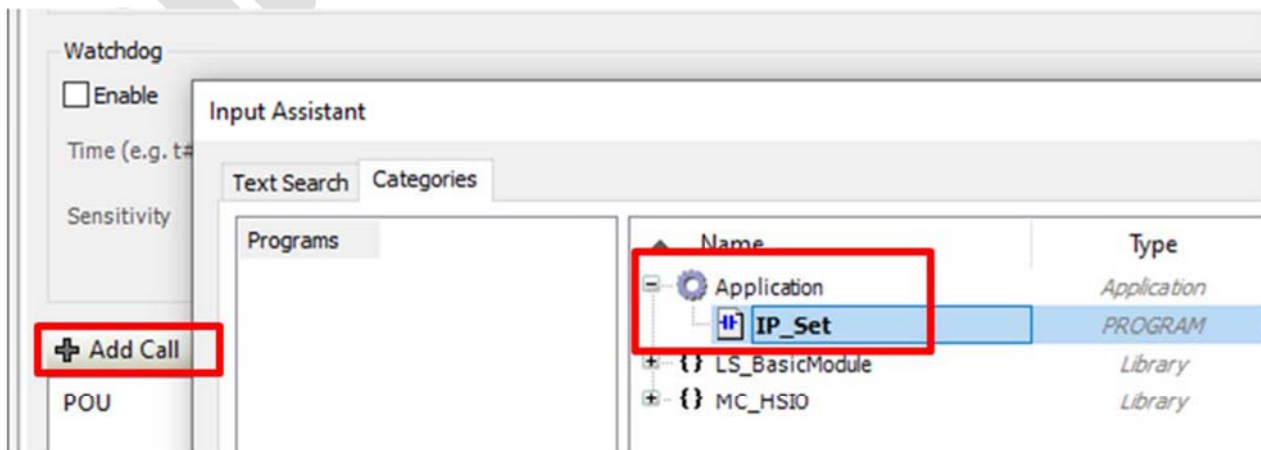 Watchdog
Enable
Input Assistant
Time (e.g. t#
Text Search Categories
Sensitivity
Programs
Name Type
Application Application
IP_Set PROGRAM
Add Call
{} LS_BasicModule Library
POU
{} MC_HSIO Library